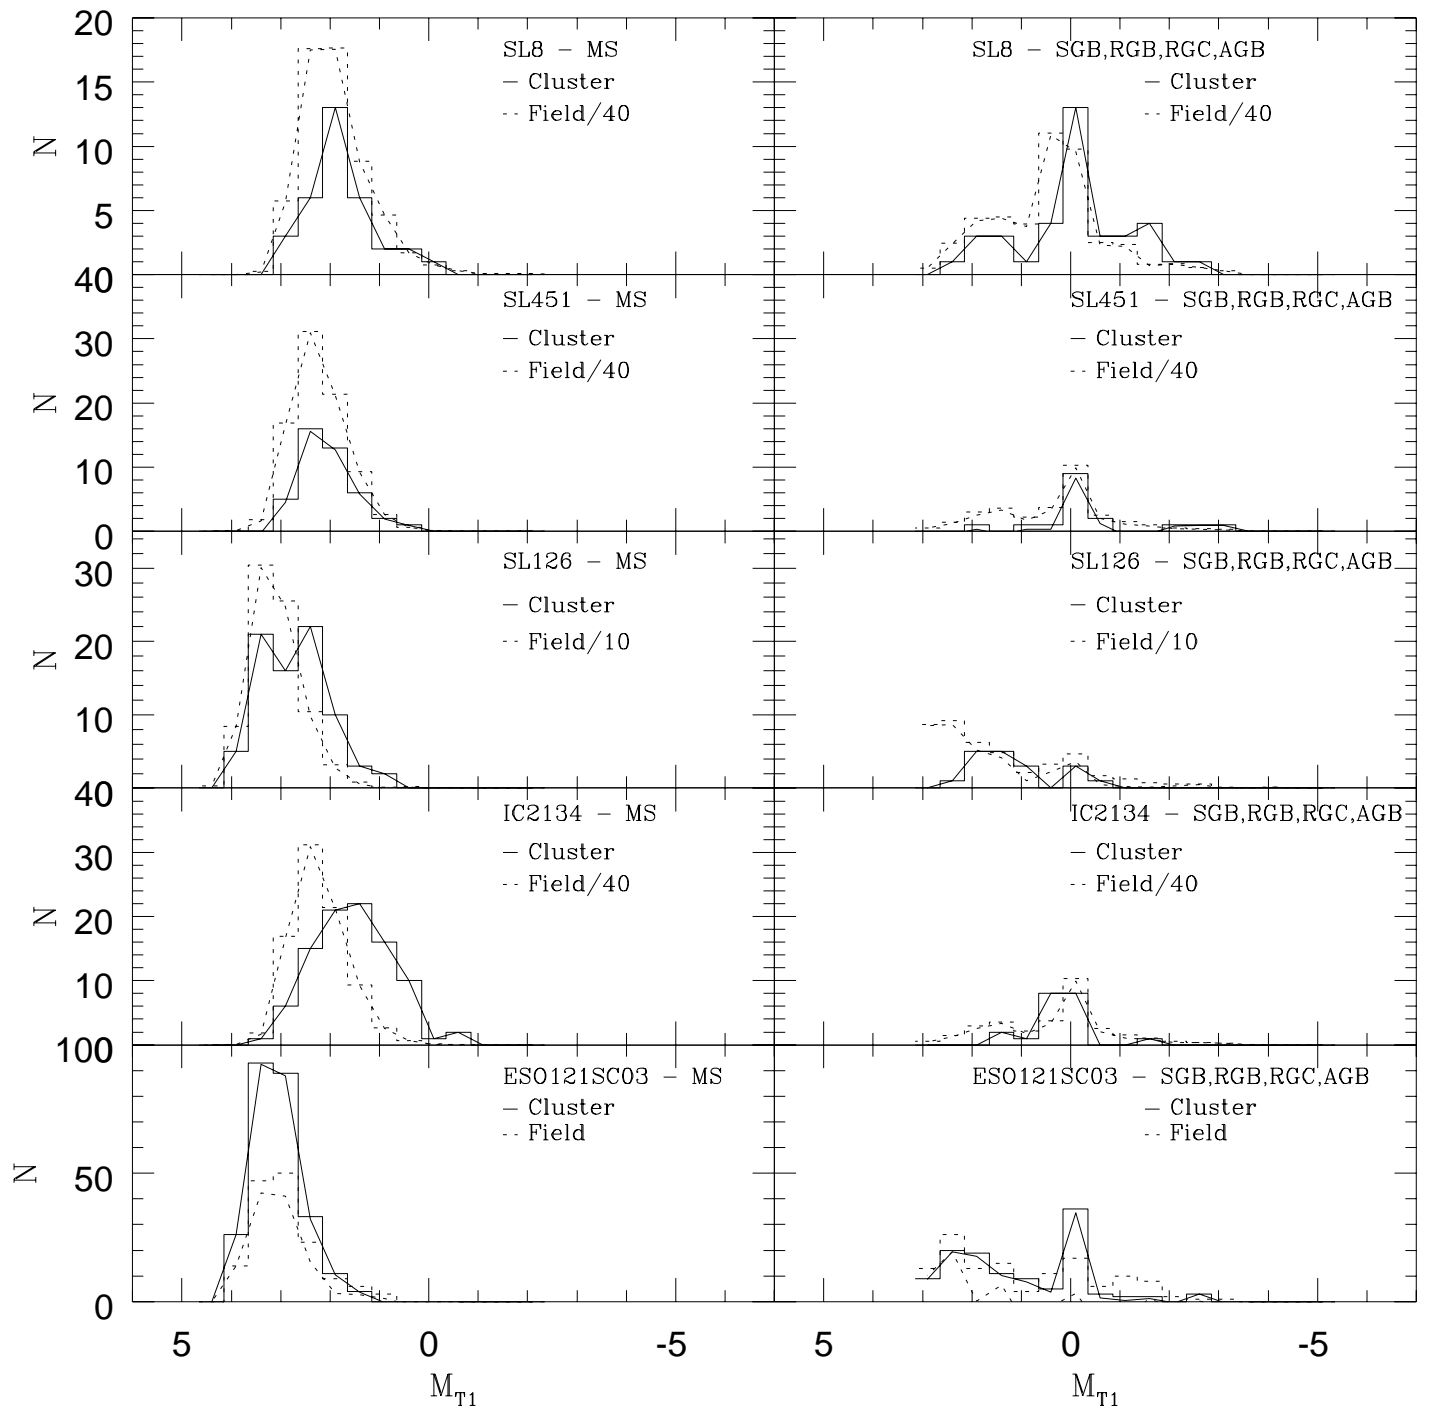 20
15
10
5
N
SL8 – MS
– Cluster
-- Field/40
SL8 – SGB,RGB,RGC,AGB
– Cluster
-- Field/40
40
30
20
10
0
N
SL451 – MS
– Cluster
-- Field/40
SL451 – SGB,RGB,RGC,AGB
– Cluster
-- Field/40
30
20
10
N
SL126 – MS
– Cluster
-- Field/10
SL126 – SGB,RGB,RGC,AGB
– Cluster
-- Field/10
40
30
20
10
N
IC2134 – MS
– Cluster
-- Field/40
IC2134 – SGB,RGB,RGC,AGB
– Cluster
-- Field/40
100
50
0
N
ESO121SC03 – MS
– Cluster
-- Field
ESO121SC03 – SGB,RGB,RGC,AGB
– Cluster
-- Field
5 0 -5
5 0 -5
M_T1
M_T1